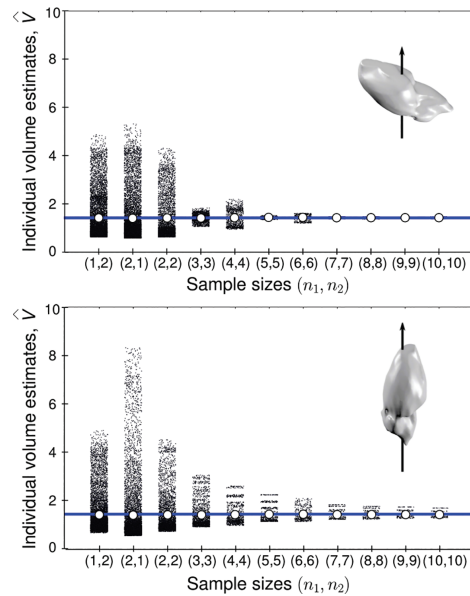 10
8
6
4
2
0
Individual volume estimates, V̂
(1,2) (2,1) (2,2) (3,3) (4,4) (5,5) (6,6) (7,7) (8,8) (9,9) (10,10)
Sample sizes (n₁, n₂)
10
8
6
4
2
0
Individual volume estimates, V̂
(1,2) (2,1) (2,2) (3,3) (4,4) (5,5) (6,6) (7,7) (8,8) (9,9) (10,10)
Sample sizes (n₁, n₂)